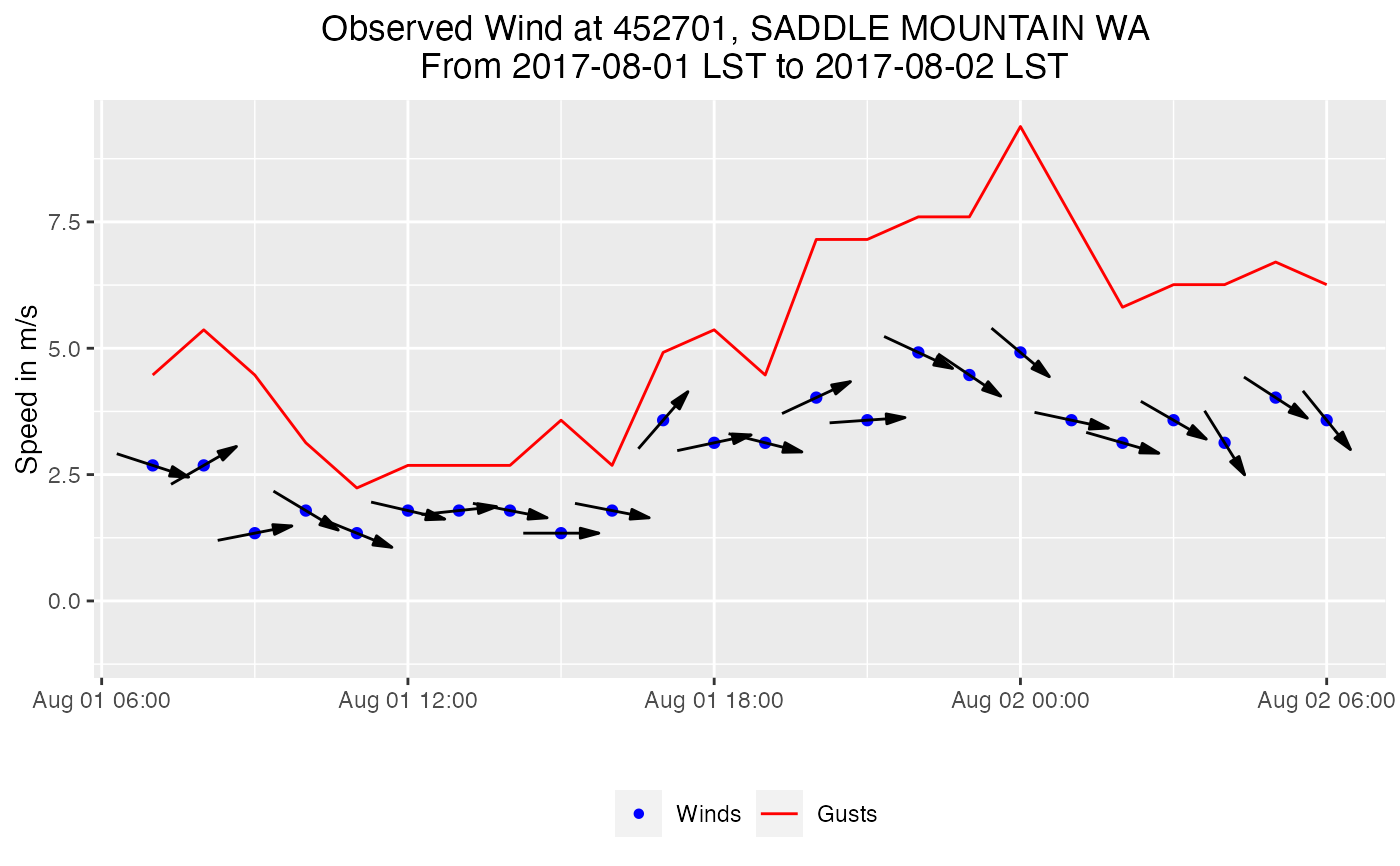 Observed Wind at 452701, SADDLE MOUNTAIN WA
From 2017-08-01 LST to 2017-08-02 LST
Speed in m/s
7.5
5.0
2.5
0.0
Aug 01 06:00 Aug 01 12:00 Aug 01 18:00 Aug 02 00:00 Aug 02 06:00
Winds Gusts